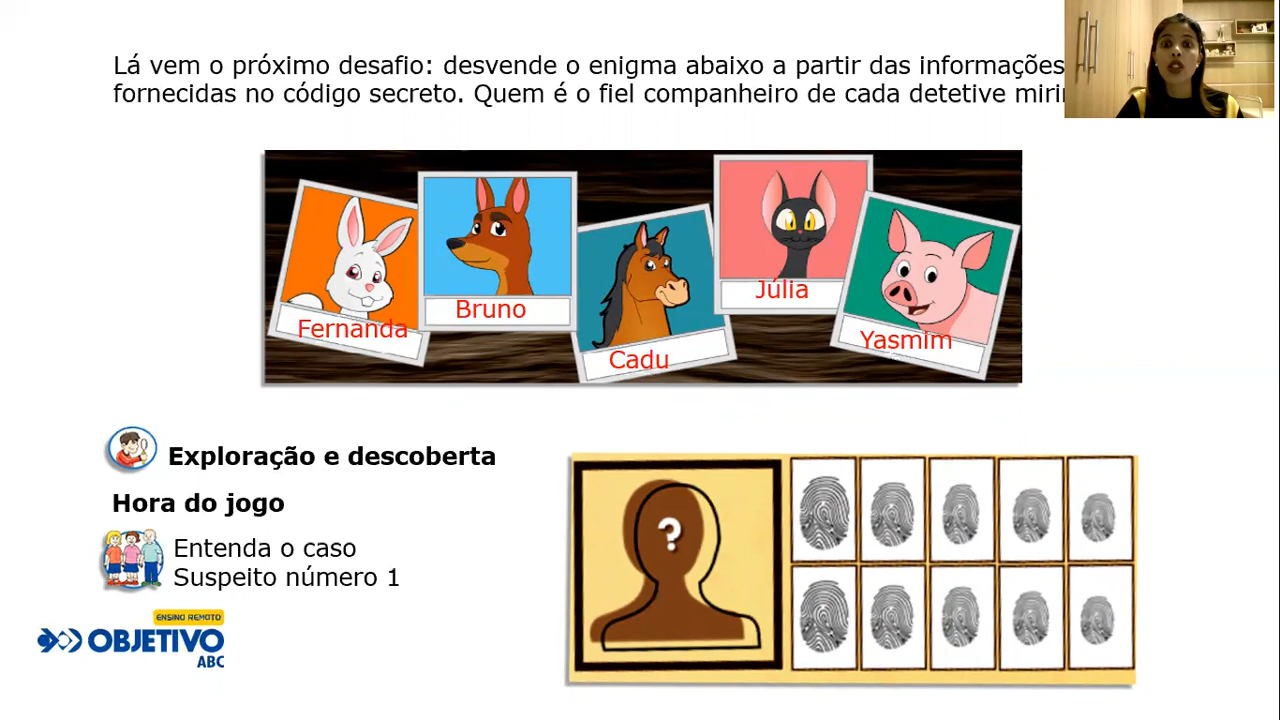 Lá vem o próximo desafio: desvende o enigma abaixo a partir das informações
fornecidas no código secreto. Quem é o fiel companheiro de cada detetive
Fernanda
Bruno
Cadu
Júlia
Yasmim
Exploração e descoberta
Hora do jogo
Entenda o caso
Suspeito número 1
?
ENSINO REMOTO
OBJETIVO
ABC